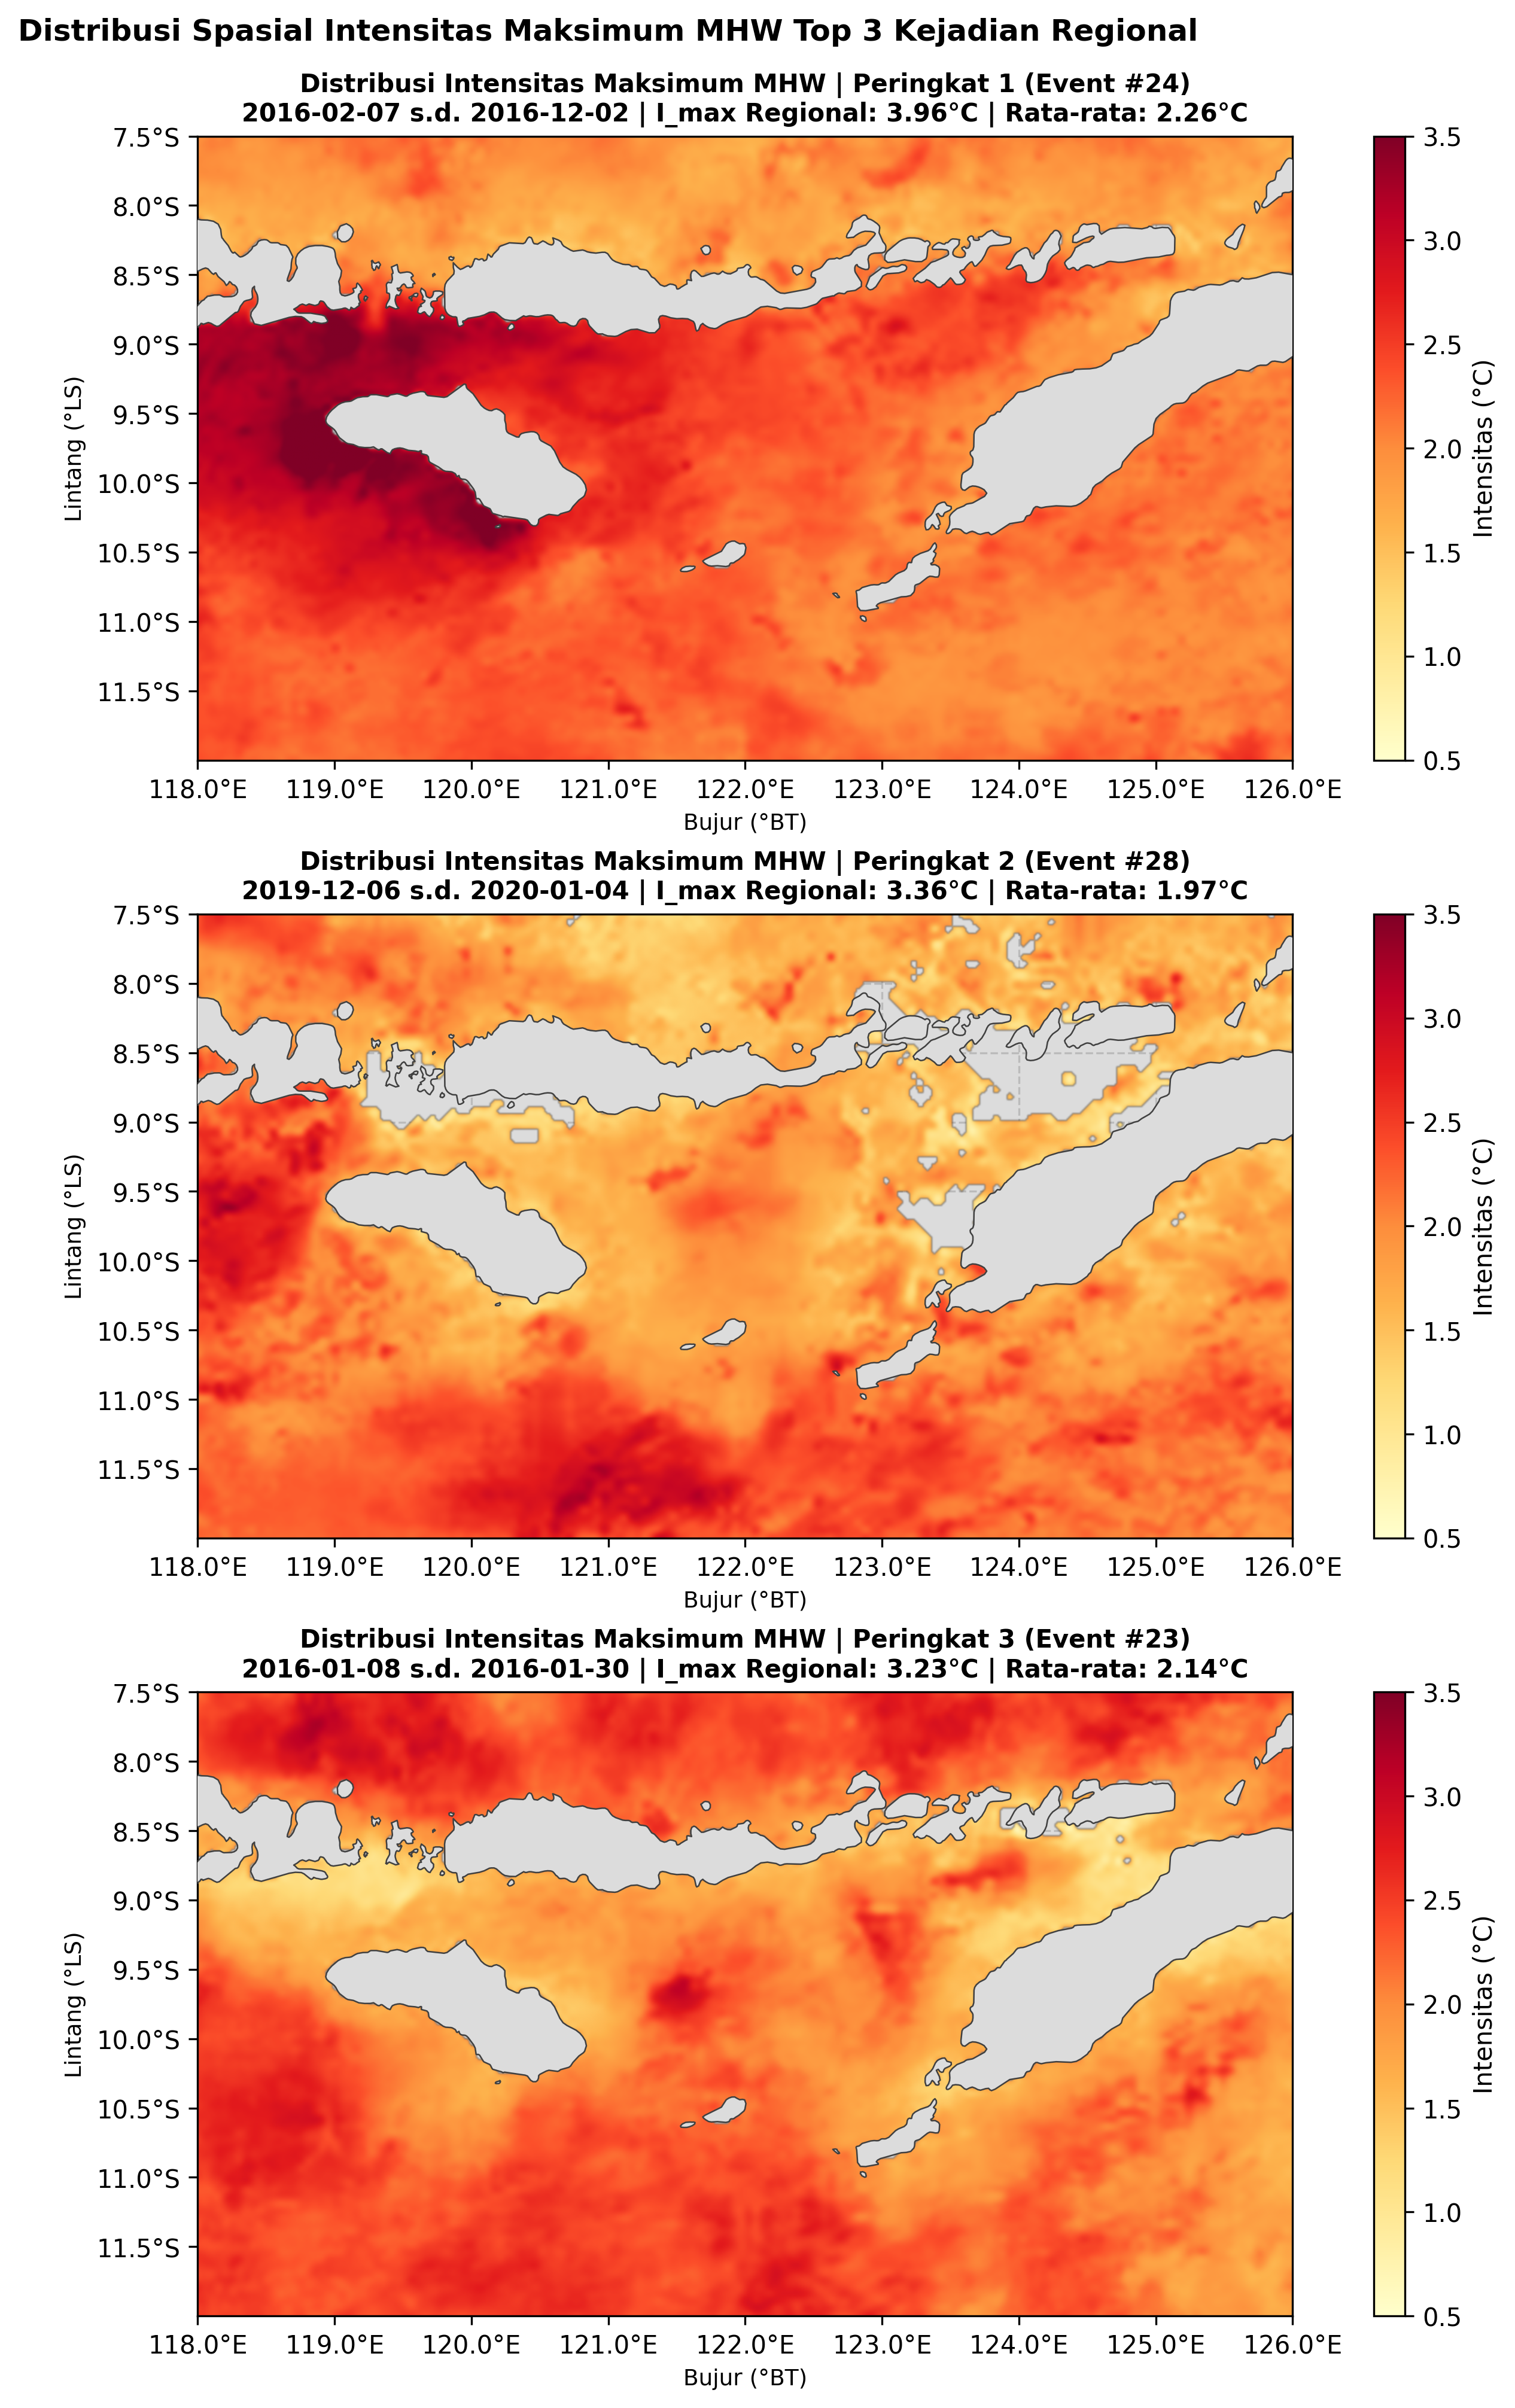 Distribusi Spasial Intensitas Maksimum MHW Top 3 Kejadian Regional
Distribusi Intensitas Maksimum MHW | Peringkat 1 (Event #24)
2016-02-07 s.d. 2016-12-02 | I_max Regional: 3.96°C | Rata-rata: 2.26°C
7.5°S
8.0°S
8.5°S
9.0°S
9.5°S
10.0°S
10.5°S
11.0°S
11.5°S
Lintang (°LS)
118.0°E 119.0°E 120.0°E 121.0°E 122.0°E 123.0°E 124.0°E 125.0°E 126.0°E
Bujur (°BT)
3.5
3.0
2.5
2.0
1.5
1.0
0.5
Intensitas (°C)
Distribusi Intensitas Maksimum MHW | Peringkat 2 (Event #28)
2019-12-06 s.d. 2020-01-04 | I_max Regional: 3.36°C | Rata-rata: 1.97°C
7.5°S
8.0°S
8.5°S
9.0°S
9.5°S
10.0°S
10.5°S
11.0°S
11.5°S
Lintang (°LS)
118.0°E 119.0°E 120.0°E 121.0°E 122.0°E 123.0°E 124.0°E 125.0°E 126.0°E
Bujur (°BT)
3.5
3.0
2.5
2.0
1.5
1.0
0.5
Intensitas (°C)
Distribusi Intensitas Maksimum MHW | Peringkat 3 (Event #23)
2016-01-08 s.d. 2016-01-30 | I_max Regional: 3.23°C | Rata-rata: 2.14°C
7.5°S
8.0°S
8.5°S
9.0°S
9.5°S
10.0°S
10.5°S
11.0°S
11.5°S
Lintang (°LS)
118.0°E 119.0°E 120.0°E 121.0°E 122.0°E 123.0°E 124.0°E 125.0°E 126.0°E
Bujur (°BT)
3.5
3.0
2.5
2.0
1.5
1.0
0.5
Intensitas (°C)